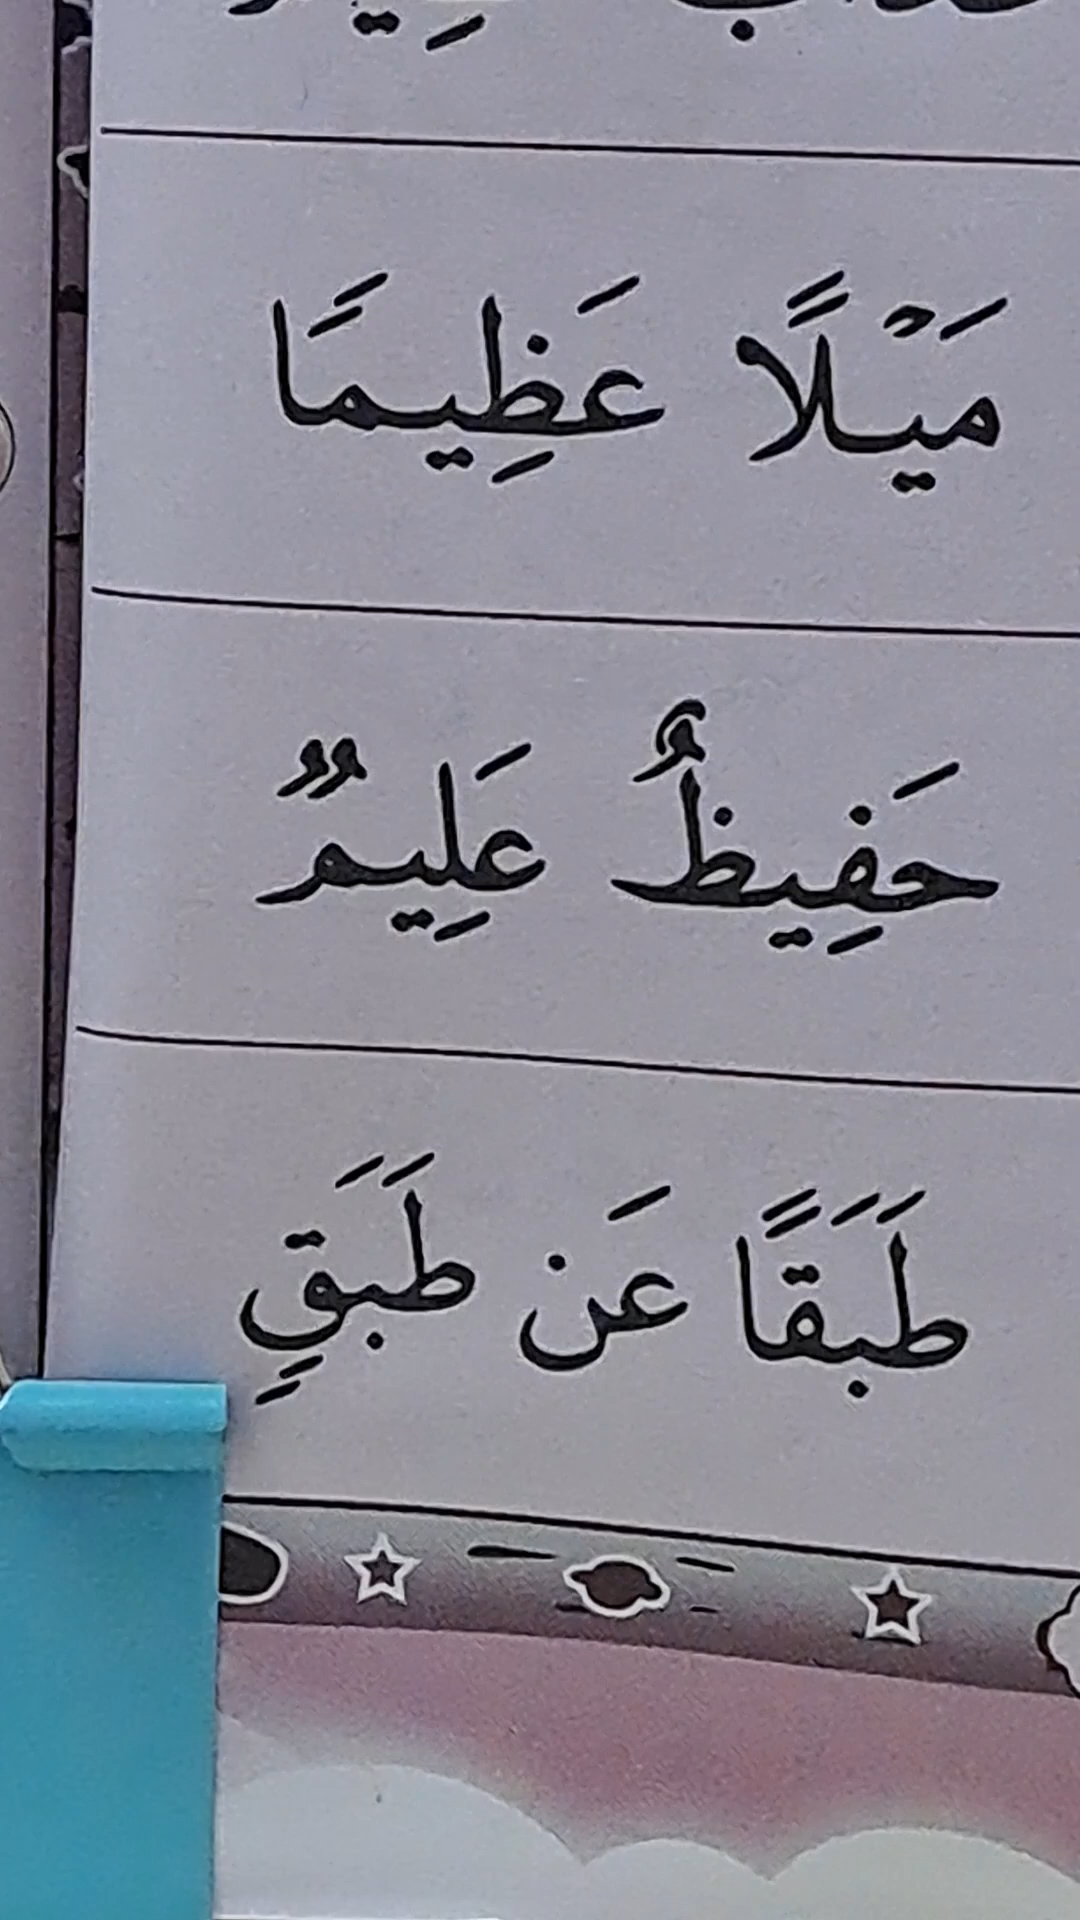 مَيْلًا عَظِيمَا
حَفِيظٌ عَلِيمٌ
طَبَقًا عَن طَبَقٍ